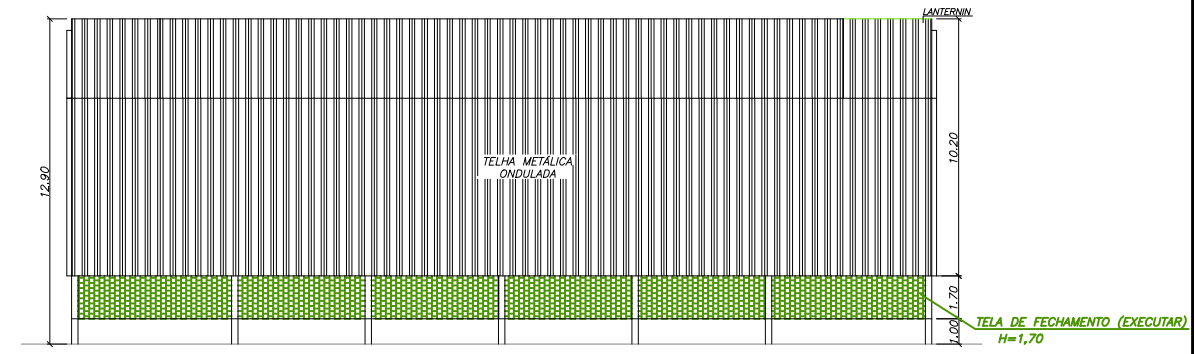 LANTERNIN
12.90
TELHA METÁLICA
ONDULADA
10.20
1.70
1.00
TELA DE FECHAMENTO (EXECUTAR)
H=1,70